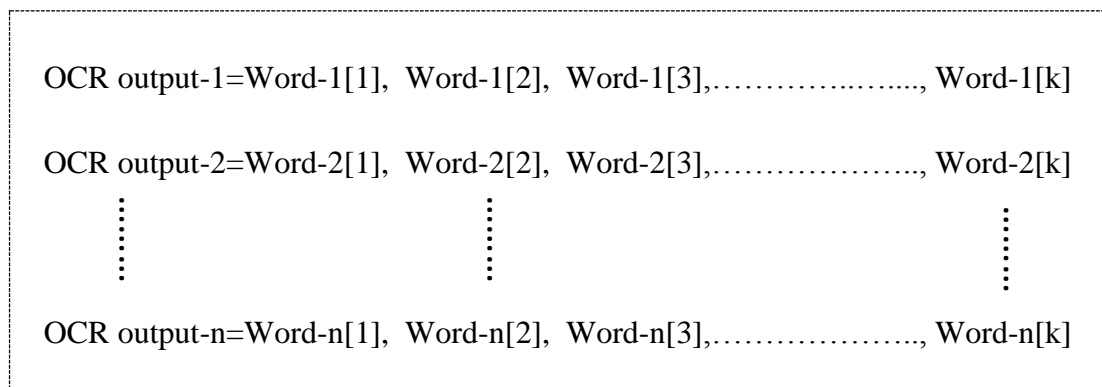 OCR output-1=Word-1[1], Word-1[2], Word-1[3],…………..….…..., Word-1[k]
OCR output-2=Word-2[1], Word-2[2], Word-2[3],………………….., Word-2[k]
OCR output-n=Word-n[1], Word-n[2], Word-n[3],………………….., Word-n[k]